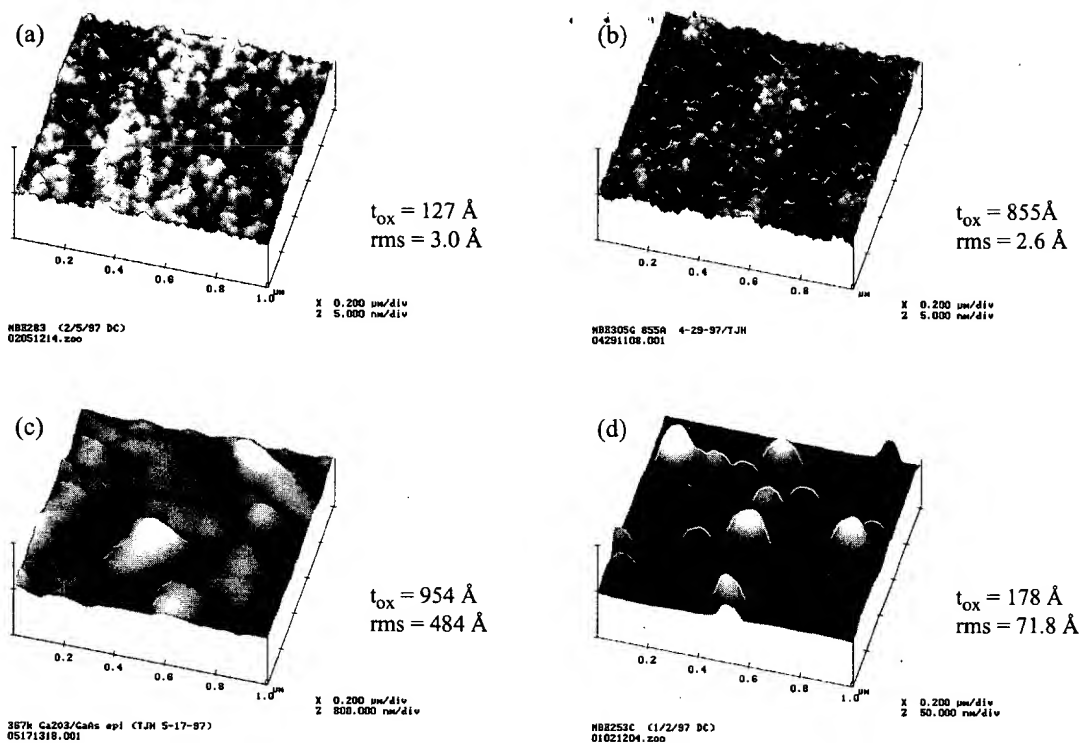 (a)
t_ox = 127 Å
rms = 3.0 Å
0.2
0.4
0.6
0.8
1.0 µm
X 0.200 µm/div
Z 5.000 nm/div
MBE283 (2/5/97 DC)
02051214.zoo
(b)
t_ox = 855Å
rms = 2.6 Å
0.2
0.4
0.6
0.8
µm
X 0.200 µm/div
Z 5.000 nm/div
MBE305G 855A 4-29-97/TJH
04291108.001
(c)
t_ox = 954 Å
rms = 484 Å
0.2
0.4
0.6
0.8
1.0 µm
X 0.200 µm/div
Z 800.000 nm/div
Ga2O3/GaAs epi (TJH 5-17-97)
05171318.001
(d)
t_ox = 178 Å
rms = 71.8 Å
0.2
0.4
0.6
0.8
1.0 µm
X 0.200 µm/div
Z 50.000 nm/div
MBE253C (1/2/97 DC)
01021204.zoo